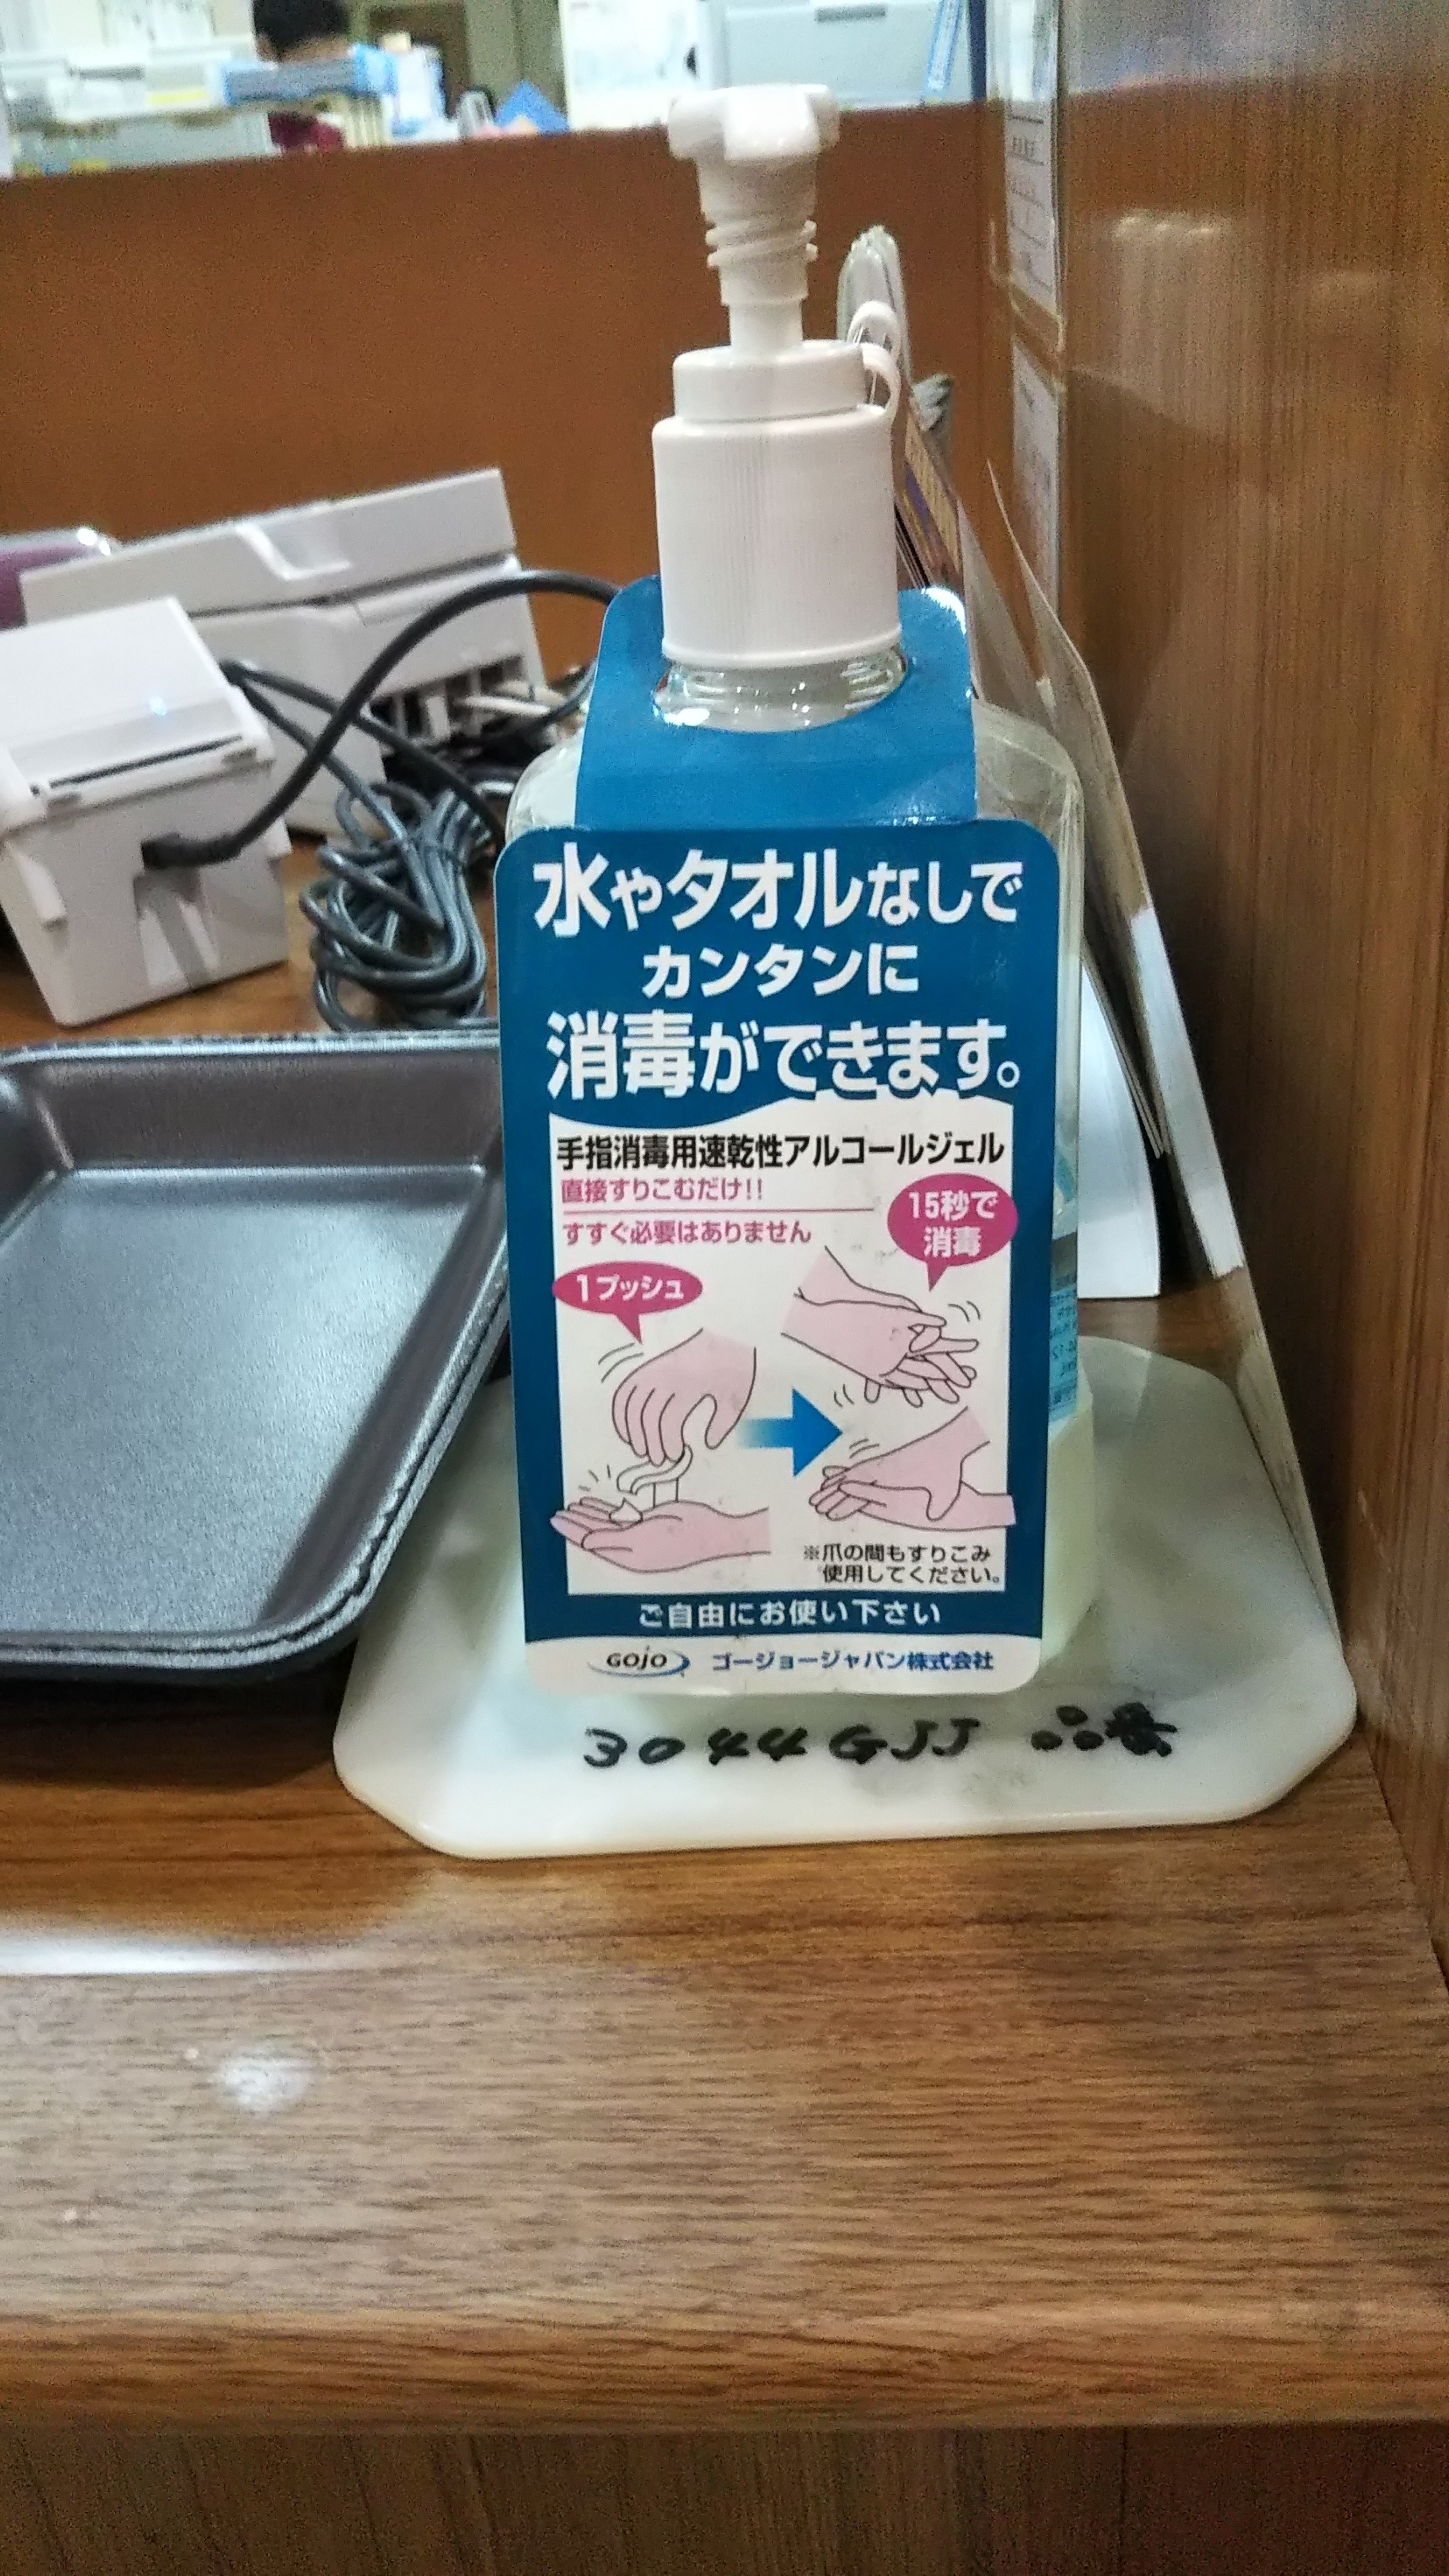 水やタオルなしで
カンタンに
消毒ができます。
手指消毒用速乾性アルコールジェル
直接すりこむだけ!!
すすぐ必要はありません
15秒で
消毒
1プッシュ
※爪の間もすりこみ
使用してください。
ご自由にお使い下さい
GOJO ゴージョージャパン株式会社
3044GJJ